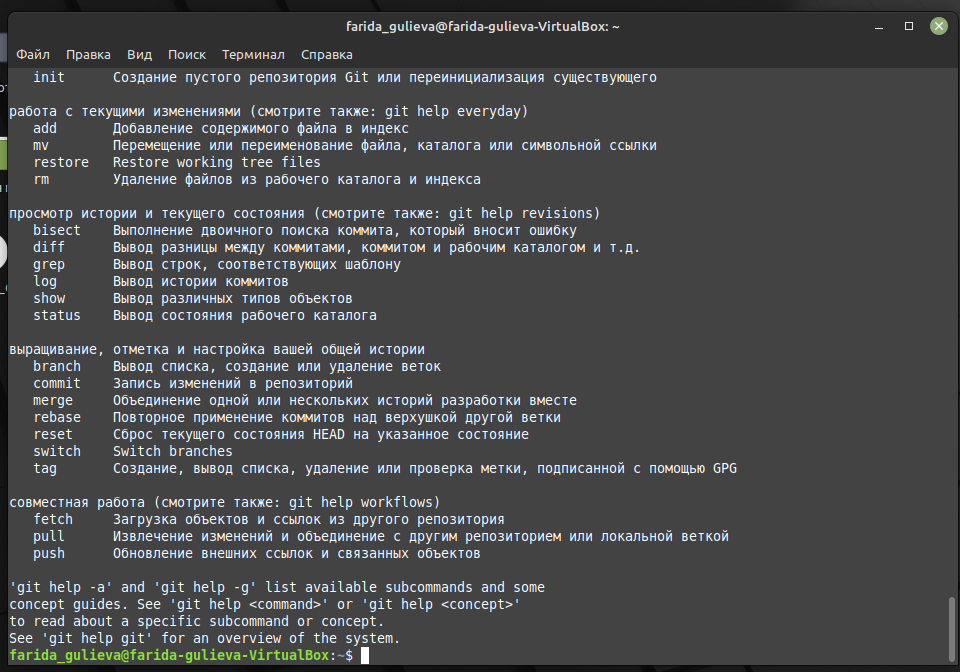 farida_gulieva@farida-gulieva-VirtualBox: ~
Файл Правка Вид Поиск Терминал Справка
init Создание пустого репозитория Git или переинициализация существующего
работа с текущими изменениями (смотрите также: git help everyday)
add Добавление содержимого файла в индекс
mv Перемещение или переименование файла, каталога или символьной ссылки
restore Restore working tree files
rm Удаление файлов из рабочего каталога и индекса
просмотр истории и текущего состояния (смотрите также: git help revisions)
bisect Выполнение двоичного поиска коммита, который вносит ошибку
diff Вывод разницы между коммитами, коммитом и рабочим каталогом и т.д.
grep Вывод строк, соответствующих шаблону
log Вывод истории коммитов
show Вывод различных типов объектов
status Вывод состояния рабочего каталога
выращивание, отметка и настройка вашей общей истории
branch Вывод списка, создание или удаление веток
commit Запись изменений в репозиторий
merge Объединение одной или нескольких историй разработки вместе
rebase Повторное применение коммитов над верхушкой другой ветки
reset Сброс текущего состояния HEAD на указанное состояние
switch Switch branches
tag Создание, вывод списка, удаление или проверка метки, подписанной с помощью GPG
совместная работа (смотрите также: git help workflows)
fetch Загрузка объектов и ссылок из другого репозитория
pull Извлечение изменений и объединение с другим репозиторием или локальной веткой
push Обновление внешних ссылок и связанных объектов
'git help -a' and 'git help -g' list available subcommands and some
concept guides. See 'git help <command>' or 'git help <concept>'
to read about a specific subcommand or concept.
See 'git help git' for an overview of the system.
farida_gulieva@farida-gulieva-VirtualBox:~$